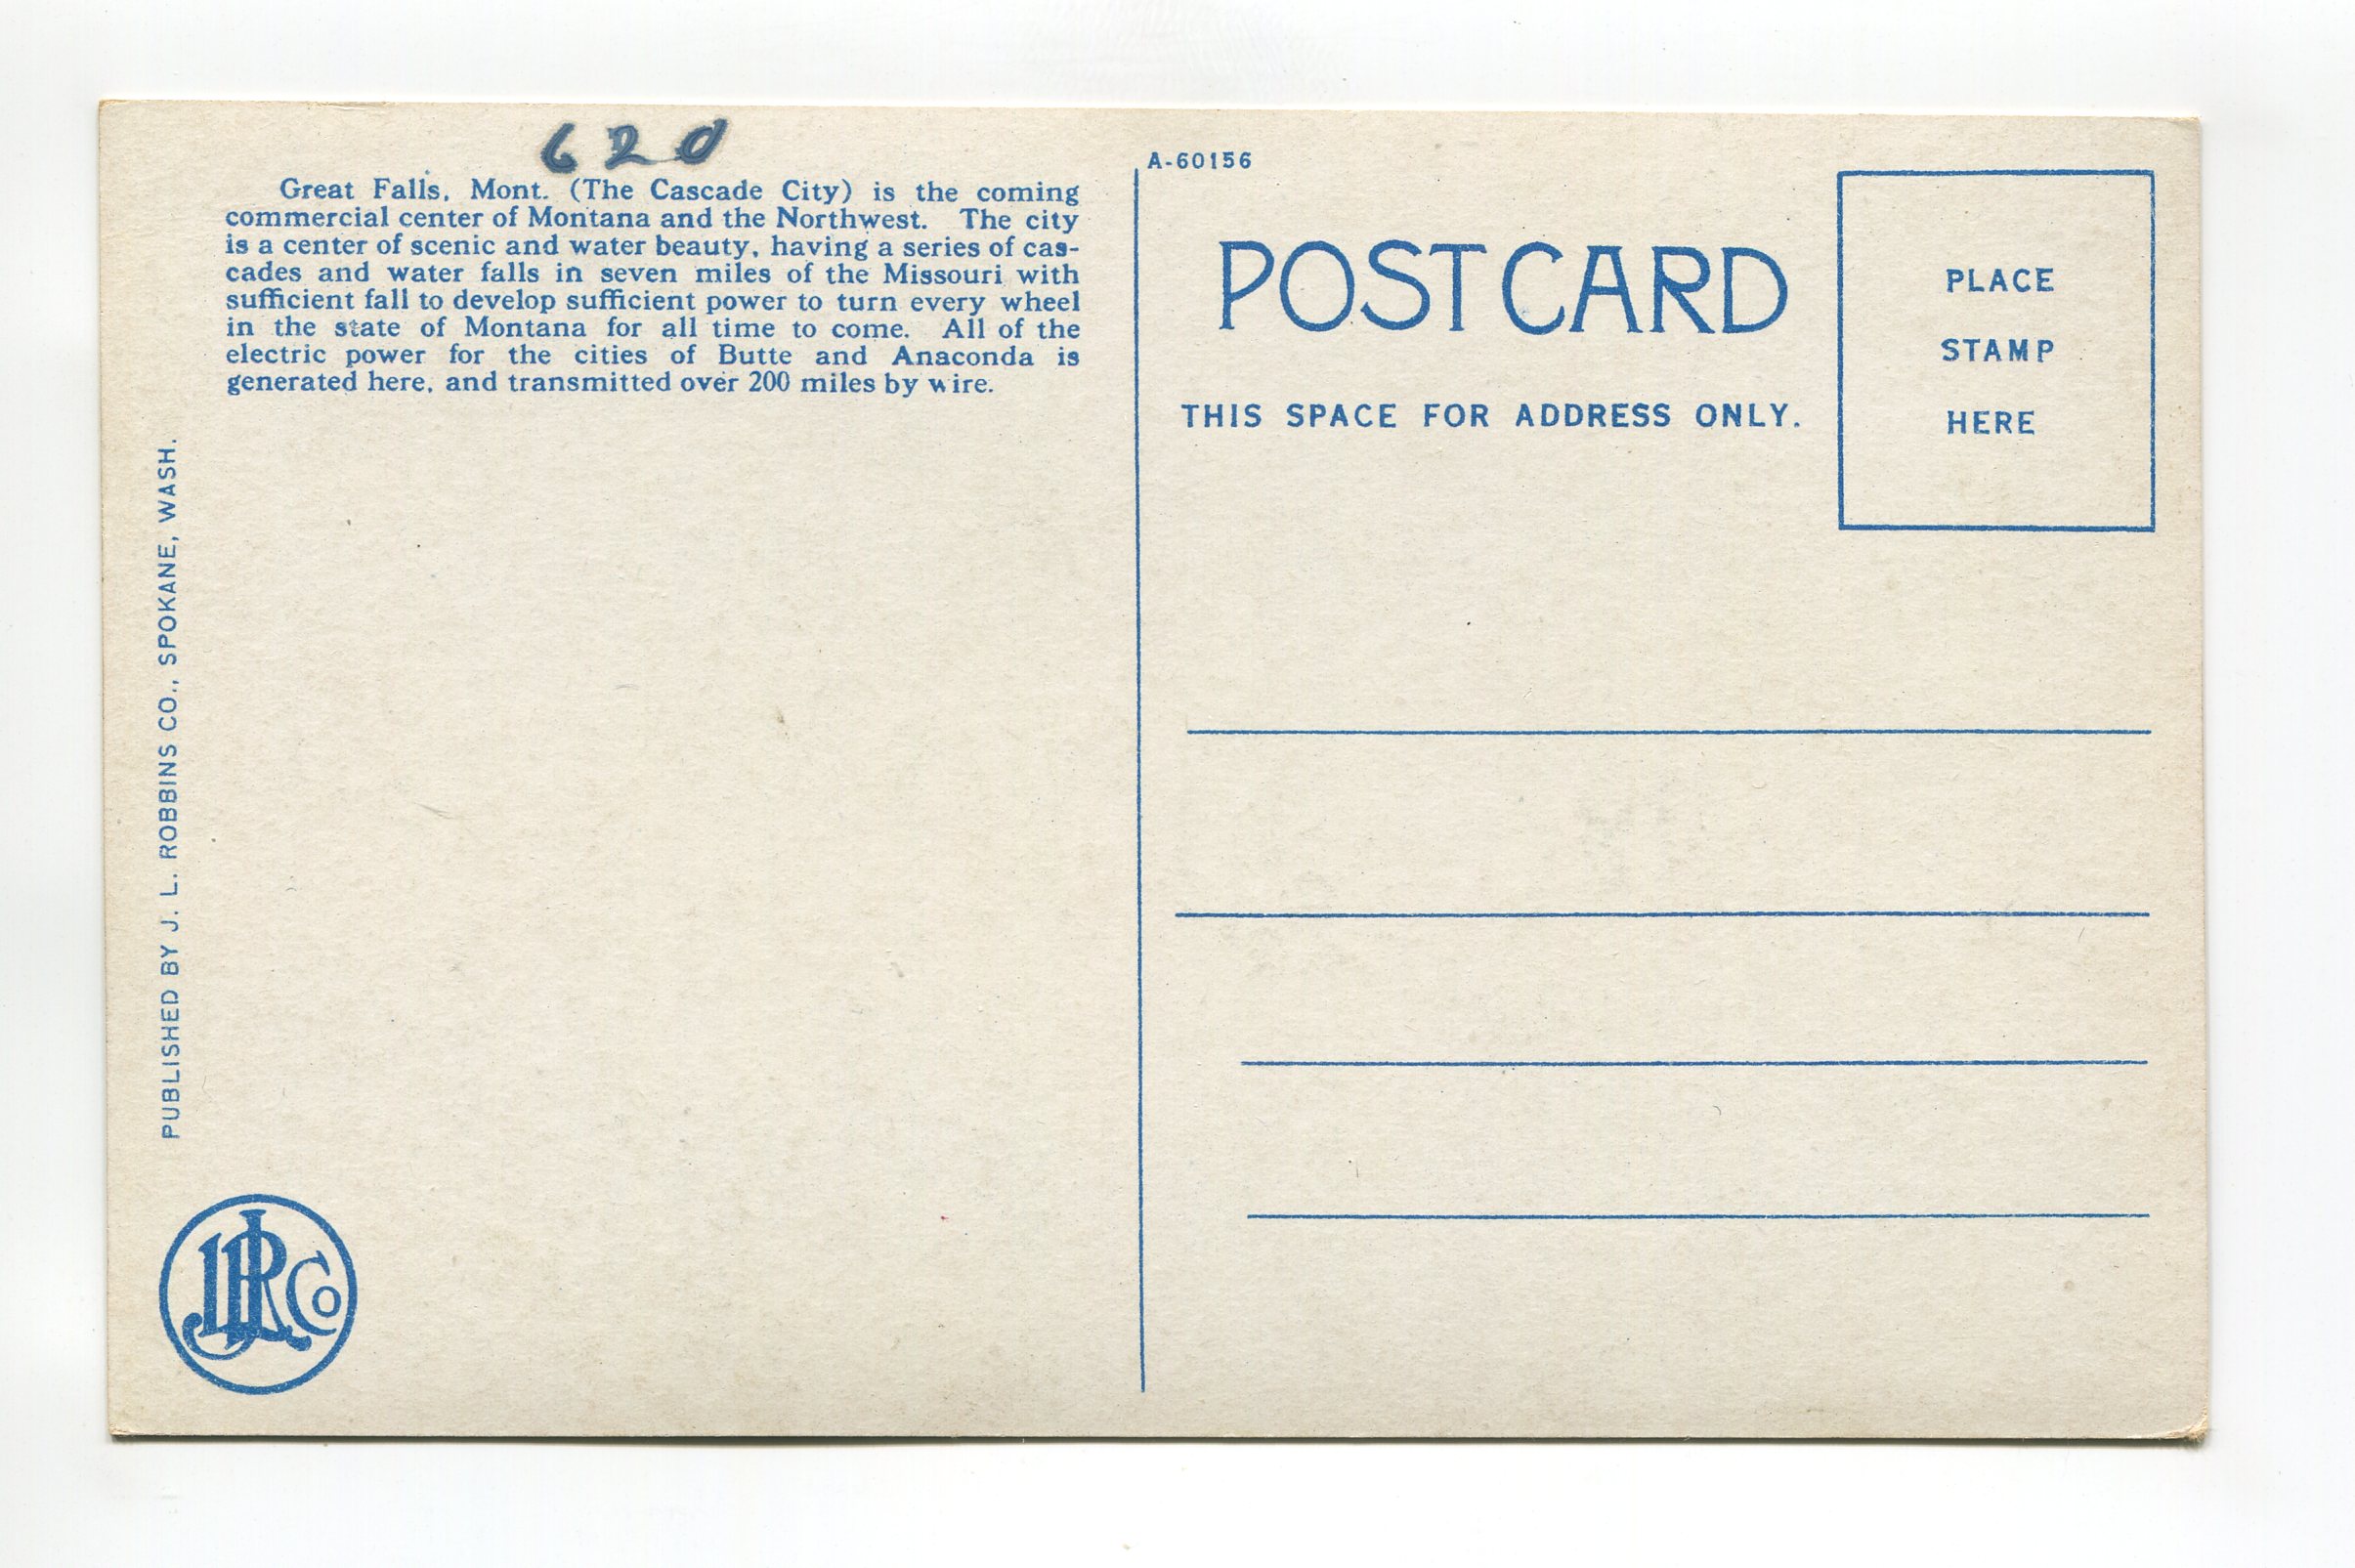 620
Great Falls, Mont. (The Cascade City) is the coming
commercial center of Montana and the Northwest. The city
is a center of scenic and water beauty, having a series of cas-
cades and water falls in seven miles of the Missouri with
sufficient fall to develop sufficient power to turn every wheel
in the state of Montana for all time to come. All of the
electric power for the cities of Butte and Anaconda is
generated here, and transmitted over 200 miles by wire.
PUBLISHED BY J. L. ROBBINS CO., SPOKANE, WASH.
JLR Co
A-60156
POST CARD
THIS SPACE FOR ADDRESS ONLY.
PLACE
STAMP
HERE